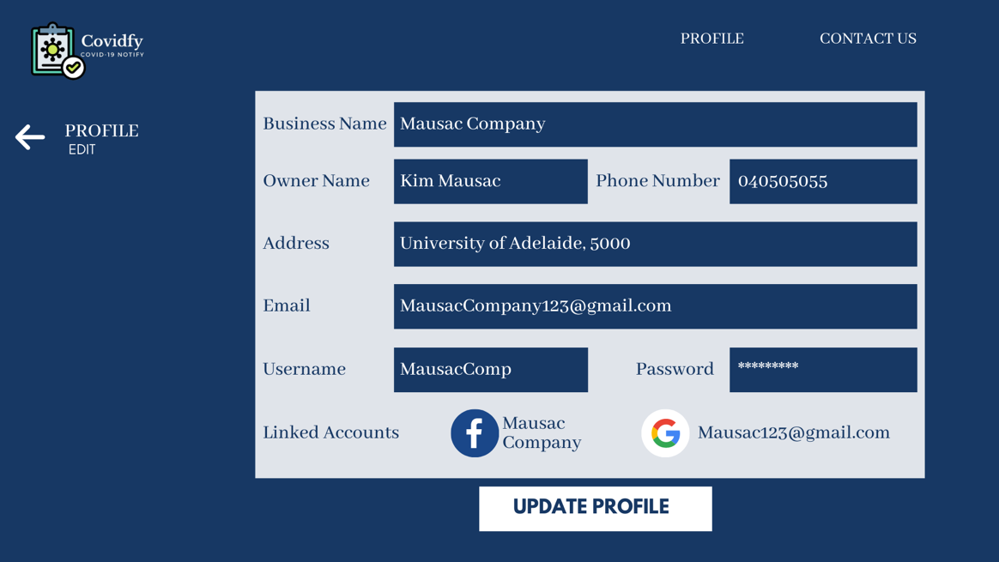 Covidfy
COVID-19 NOTIFY
PROFILE
CONTACT US
PROFILE
EDIT
Business Name Mausac Company
Owner Name Kim Mausac Phone Number 040505055
Address University of Adelaide, 5000
Email MausacCompany123@gmail.com
Username MausacComp Password *********
Linked Accounts Mausac
Company
Mausac123@gmail.com
UPDATE PROFILE